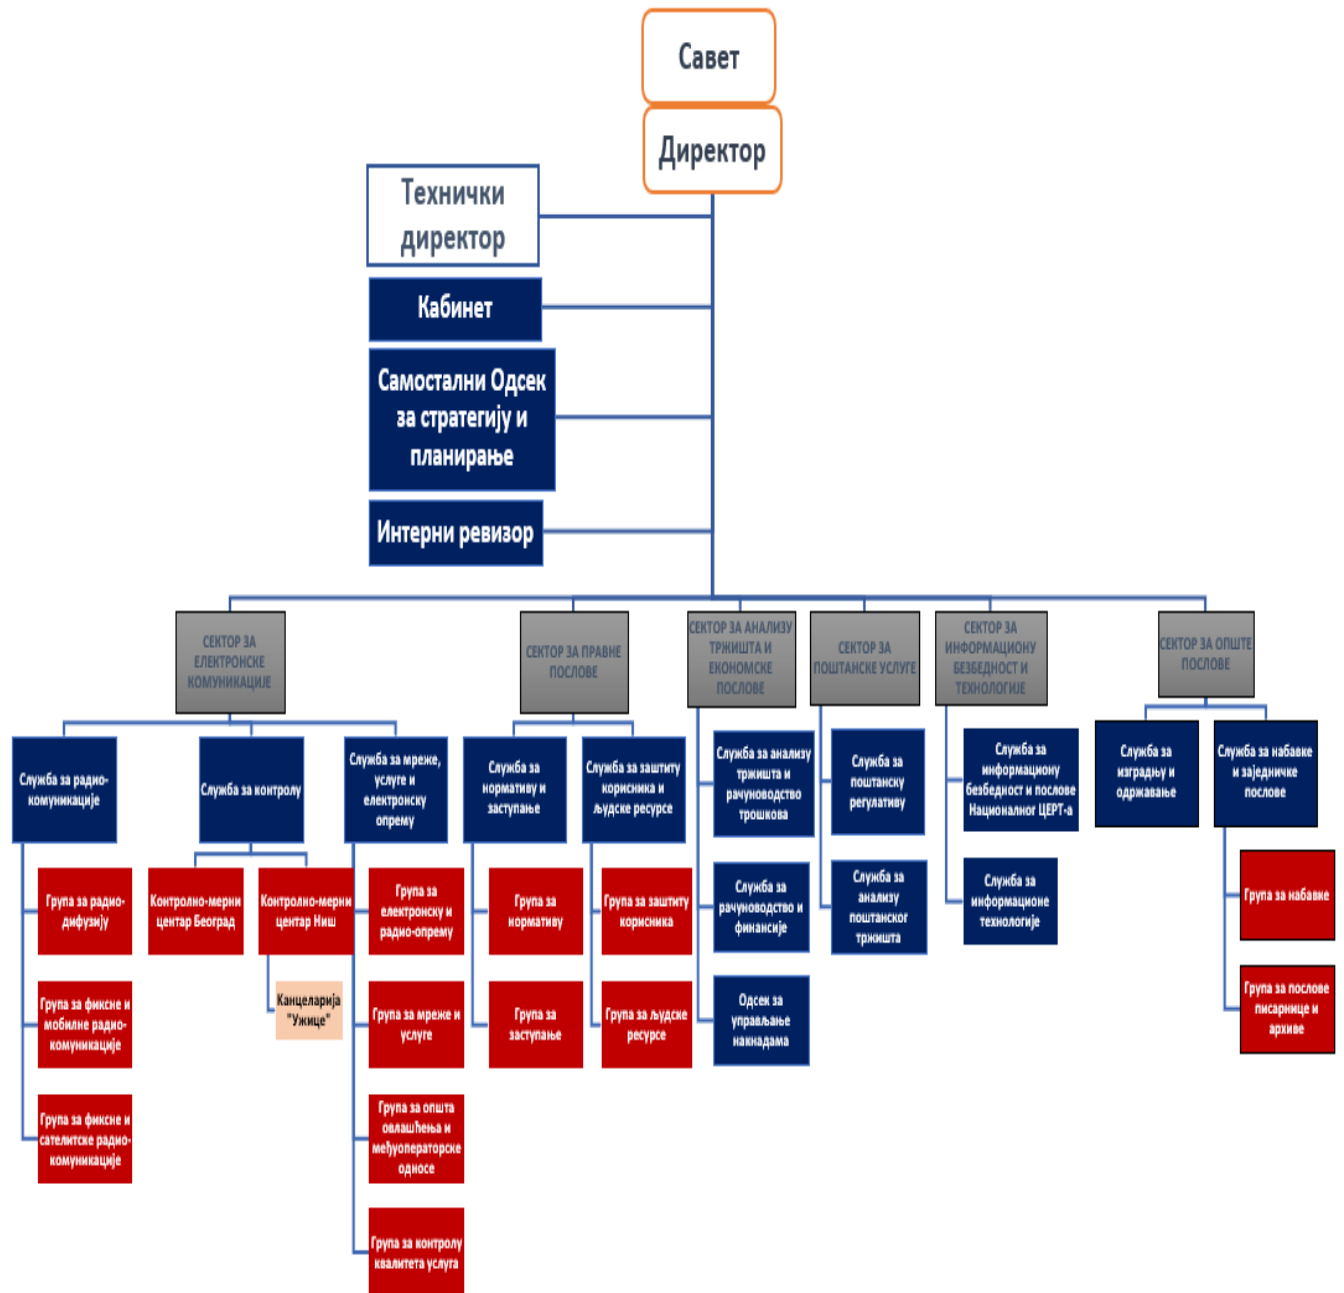 Савет
Директор
Технички
директор
Кабинет
Самостални Одсек
за стратегију и
планирање
Интерни ревизор
СЕКТОР ЗА
ЕЛЕКТРОНСКЕ
КОМУНИКАЦИЈЕ
СЕКТОР ЗА ПРАВНЕ
ПОСЛОВЕ
СЕКТОР ЗА АНАЛИЗУ
ТРЖИШТА И
ЕКОНОМСКЕ
ПОСЛОВЕ
СЕКТОР ЗА
ПОШТАНСКЕ УСЛУГЕ
СЕКТОР ЗА
ИНФОРМАЦИОНУ
БЕЗБЕДНОСТ И
ТЕХНОЛОГИЈЕ
СЕКТОР ЗА ОПШТЕ
ПОСЛОВЕ
Служба за радио-
комуникације
Служба за контролу
Служба за мреже,
услуге и
електронску
опрему
Служба за
нормативу и
заступање
Служба за заштиту
корисника и
људске ресурсе
Служба за анализу
тржишта и
рачуноводство
трошкова
Служба за
поштанску
регулативу
Служба за
информациону
безбедност и послове
Националног ЦЕРТ-а
Служба за
изградњу и
одржавање
Служба за набавке
и заједничке
послове
Група за радио-
дифузију
Контролно-мерни
центар Београд
Контролно-мерни
центар Ниш
Група за
електронску и
радио-опрему
Група за
нормативу
Група за заштиту
корисника
Служба за
рачуноводство и
финансије
Служба за
анализу
поштанског
тржишта
Служба за
информационе
технологије
Група за набавке
Група за фиксне и
мобилне радио-
комуникације
Канцеларија
"Ужице"
Група за мреже и
услуге
Група за
заступање
Група за људске
ресурсе
Одсек за
управљање
накнадама
Група за послове
писарнице и
архиве
Група за фиксне и
сателитске радио-
комуникације
Група за општа
овлашћења и
међуоператорске
односе
Група за контролу
квалитета услуга